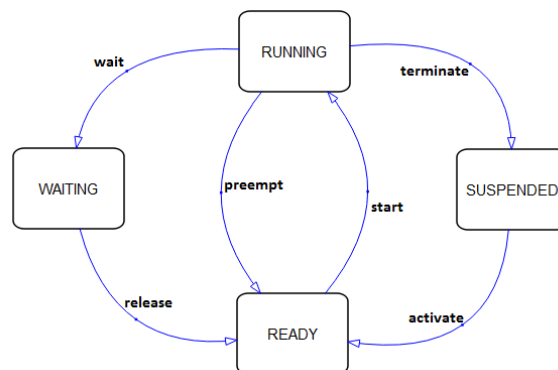 RUNNING
wait
terminate
WAITING
preempt
start
SUSPENDED
release
activate
READY